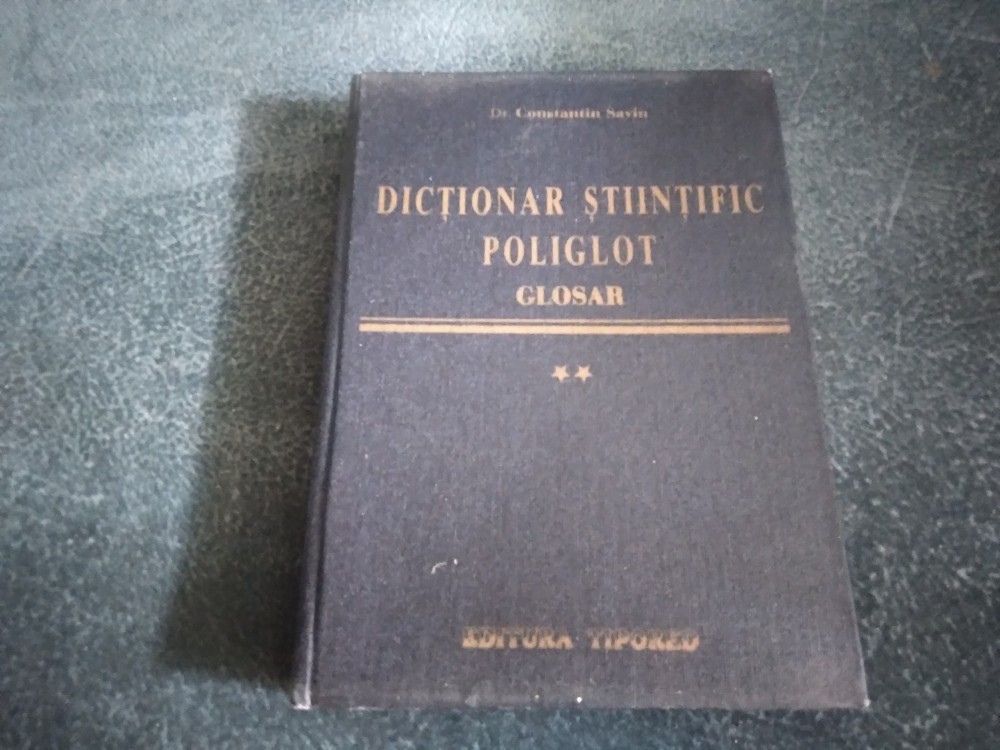 Dr. Constantin Savin
DICȚIONAR ȘTIINȚIFIC
POLIGLOT
GLOSAR
EDITURA TIPORED